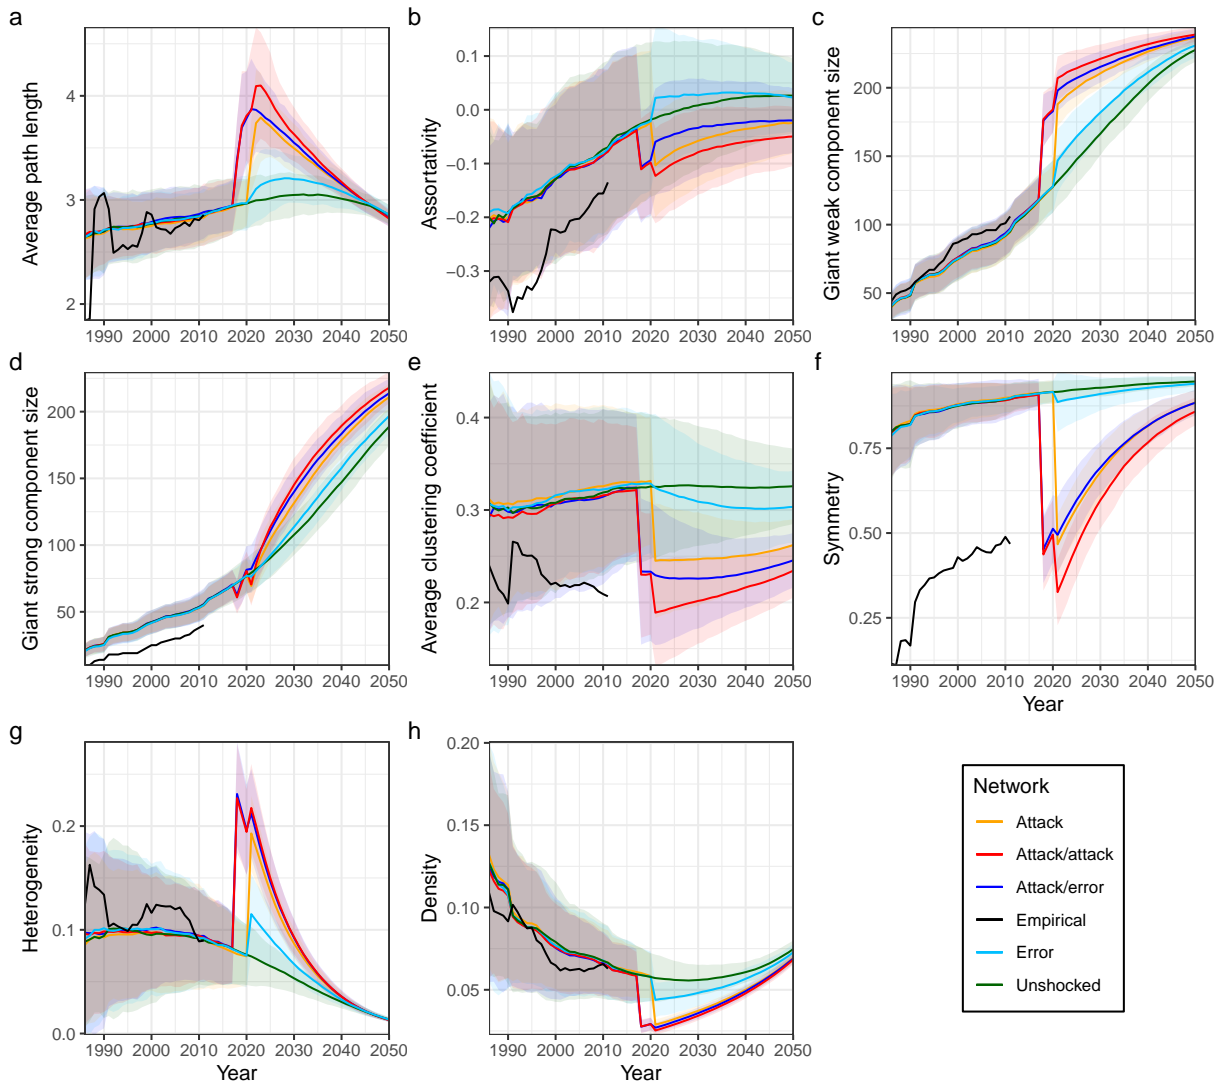 a
b
c
Average path length
4
3
2
1990 2000 2010 2020 2030 2040 2050
Assortativity
0.1
0.0
−0.1
−0.2
−0.3
1990 2000 2010 2020 2030 2040 2050
Giant weak component size
200
150
100
50
1990 2000 2010 2020 2030 2040 2050
d
e
f
Giant strong component size
200
150
100
50
1990 2000 2010 2020 2030 2040 2050
Average clustering coefficient
0.4
0.3
0.2
1990 2000 2010 2020 2030 2040 2050
Symmetry
0.75
0.50
0.25
1990 2000 2010 2020 2030 2040 2050
Year
g
h
Heterogeneity
0.2
0.1
0.0
1990 2000 2010 2020 2030 2040 2050
Year
Density
0.20
0.15
0.10
0.05
1990 2000 2010 2020 2030 2040 2050
Year
Network
Attack
Attack/attack
Attack/error
Empirical
Error
Unshocked